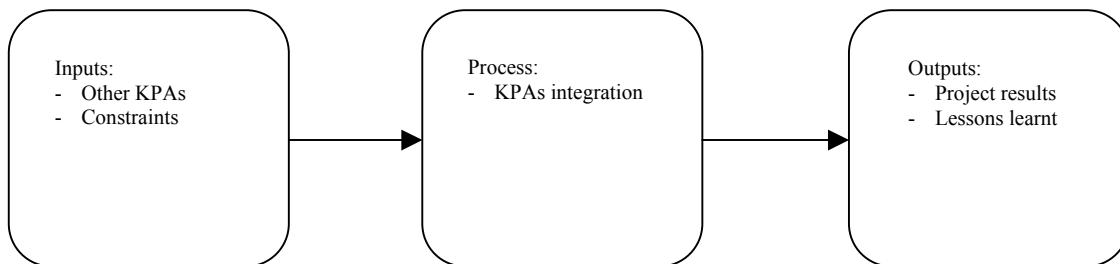 Inputs:
- Other KPAs
- Constraints
Process:
- KPAs integration
Outputs:
- Project results
- Lessons learnt